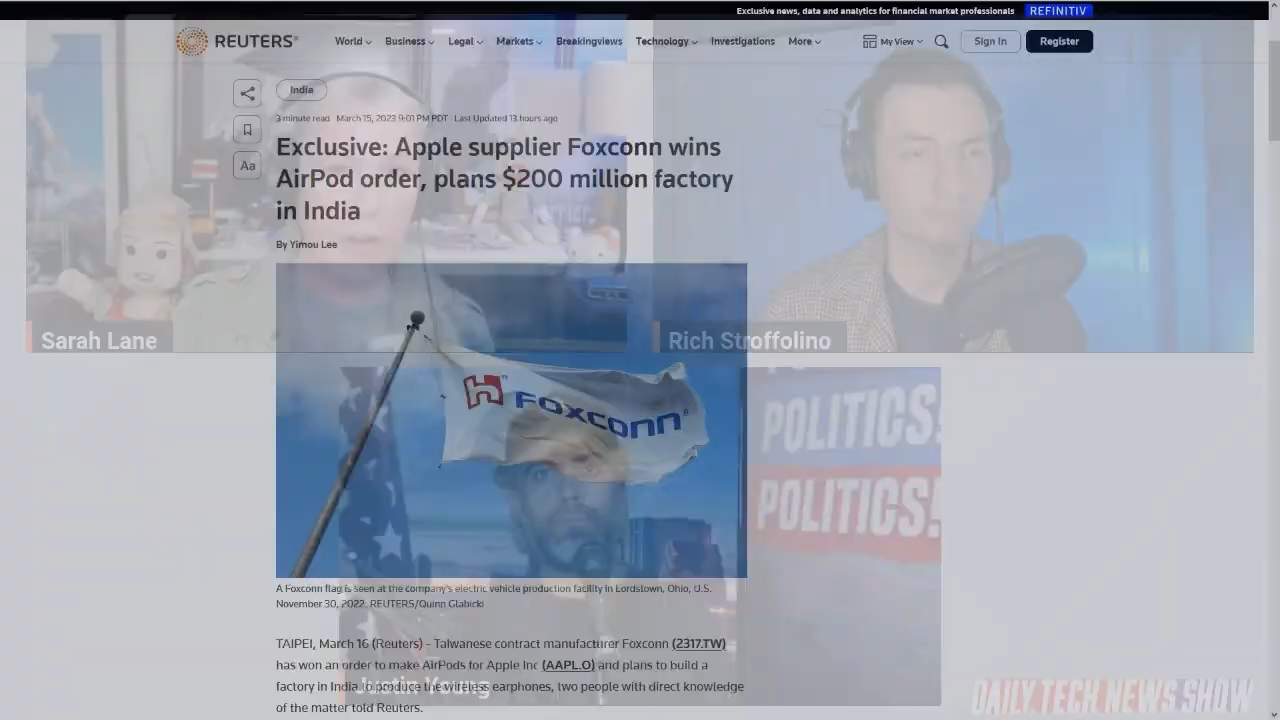 Exclusive news, data and analytics for financial market professionals REFINITIV
REUTERS
World Business Legal Markets Breakingviews Technology Investigations More My View Sign In Register
India
3 minute read March 15, 2023 9:01 PM PDT Last Updated 13 hours ago
Aa
Exclusive: Apple supplier Foxconn wins
AirPod order, plans $200 million factory
in India
By Yimou Lee
Sarah Lane
Rich Stroffolino
FOXCONN
POLITICS!
POLITICS!
A Foxconn flag is seen at the company's electric vehicle production facility in Lordstown, Ohio, U.S.
November 30, 2022. REUTERS/Quinn Glabicki
TAIPEI, March 16 (Reuters) - Taiwanese contract manufacturer Foxconn (2317.TW)
has won an order to make AirPods for Apple Inc (AAPL.O) and plans to build a
factory in India to produce the wireless earphones, two people with direct knowledge
of the matter told Reuters.
Justin Young
DAILY TECH NEWS SHOW